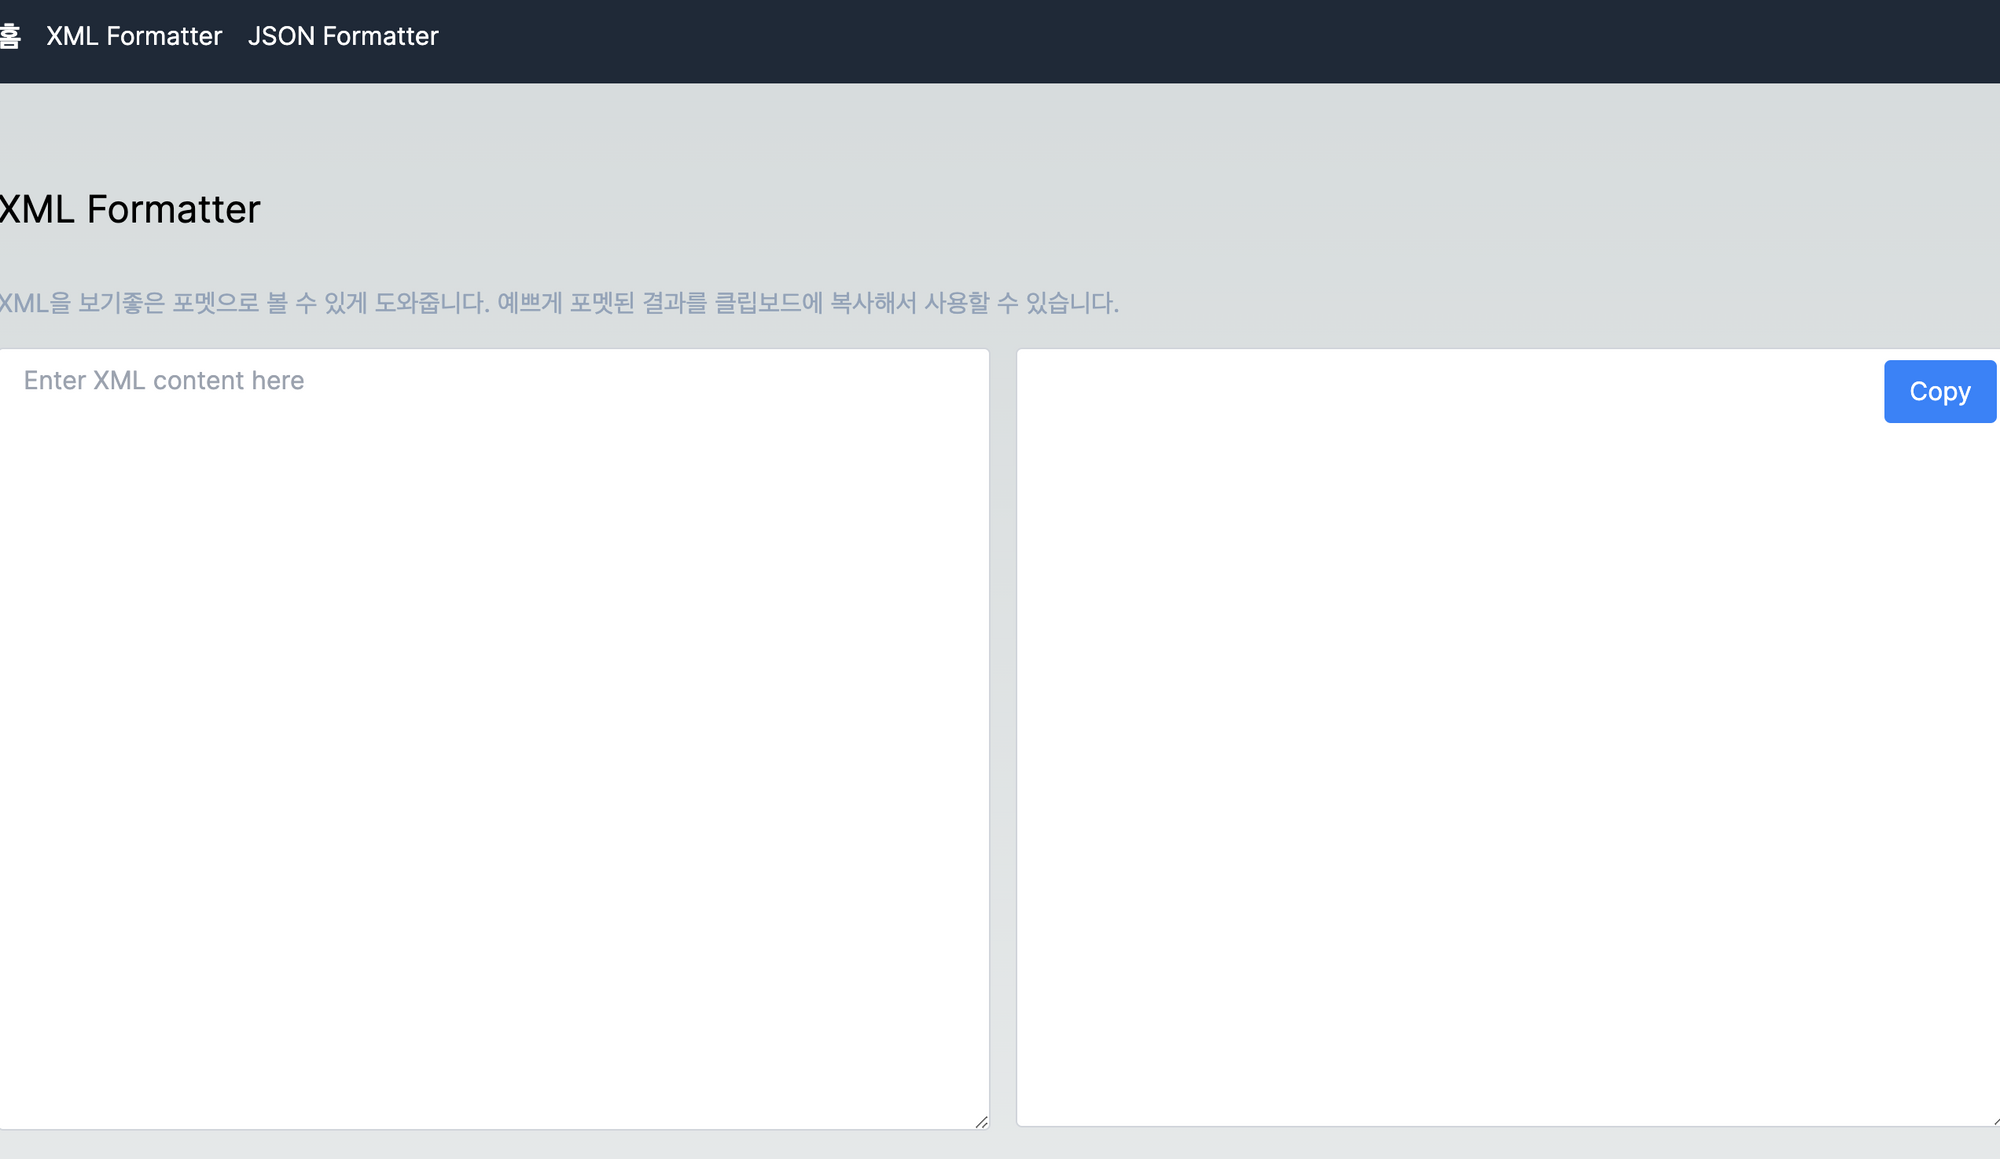 홈 XML Formatter JSON Formatter
XML Formatter
XML을 보기좋은 포멧으로 볼 수 있게 도와줍니다. 예쁘게 포멧된 결과를 클립보드에 복사해서 사용할 수 있습니다.
Enter XML content here
Copy